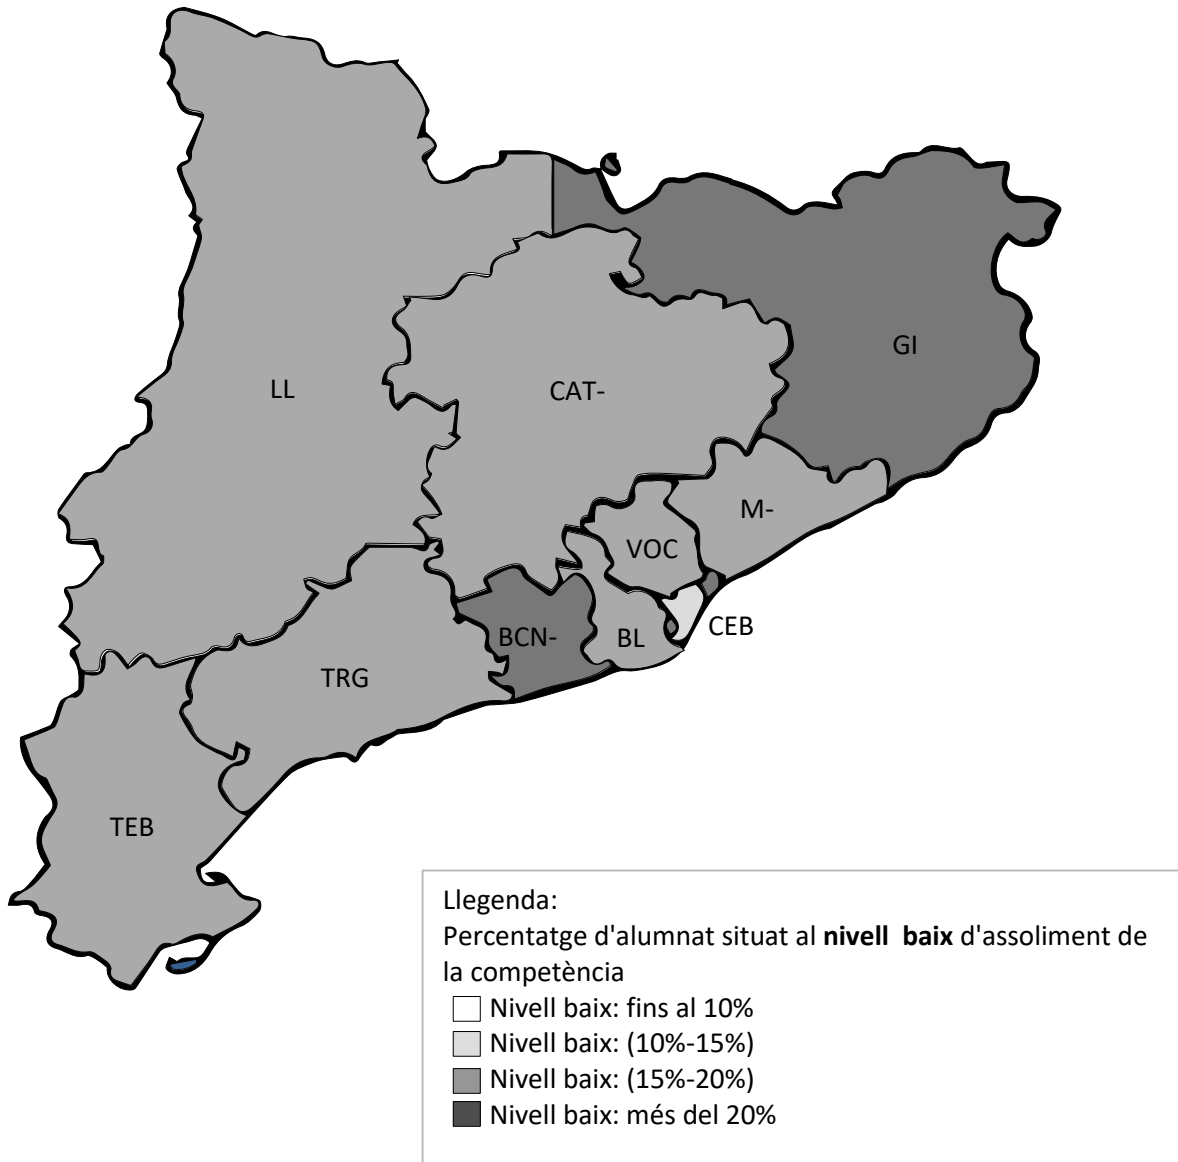 GI
LL
CAT-
M-
VOC
CEB
BCN-
BL
TRG
TEB
Llegenda:
Percentatge d'alumnat situat al nivell baix d'assoliment de
la competència
Nivell baix: fins al 10%
Nivell baix: (10%-15%)
Nivell baix: (15%-20%)
Nivell baix: més del 20%